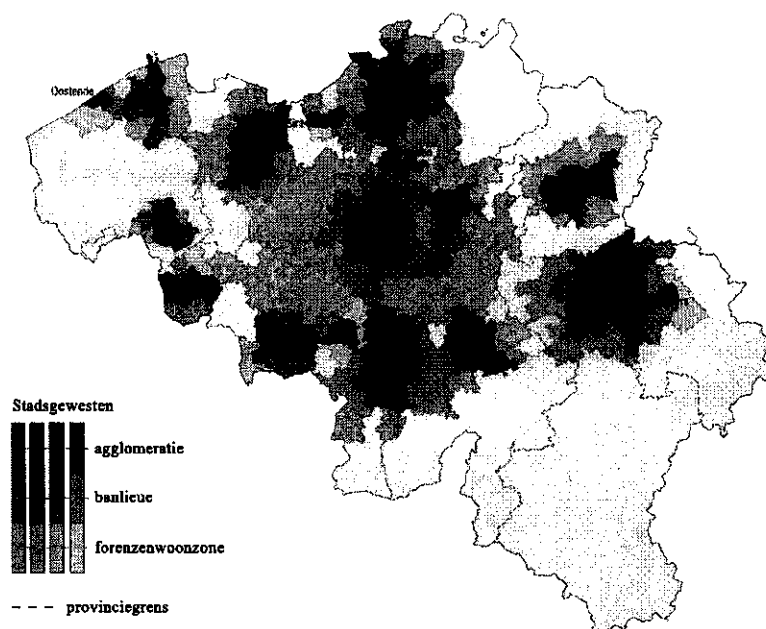 Oostende
Stadsgewesten
agglomeratie
banlieue
forenzenwoonzone
provinciegrens